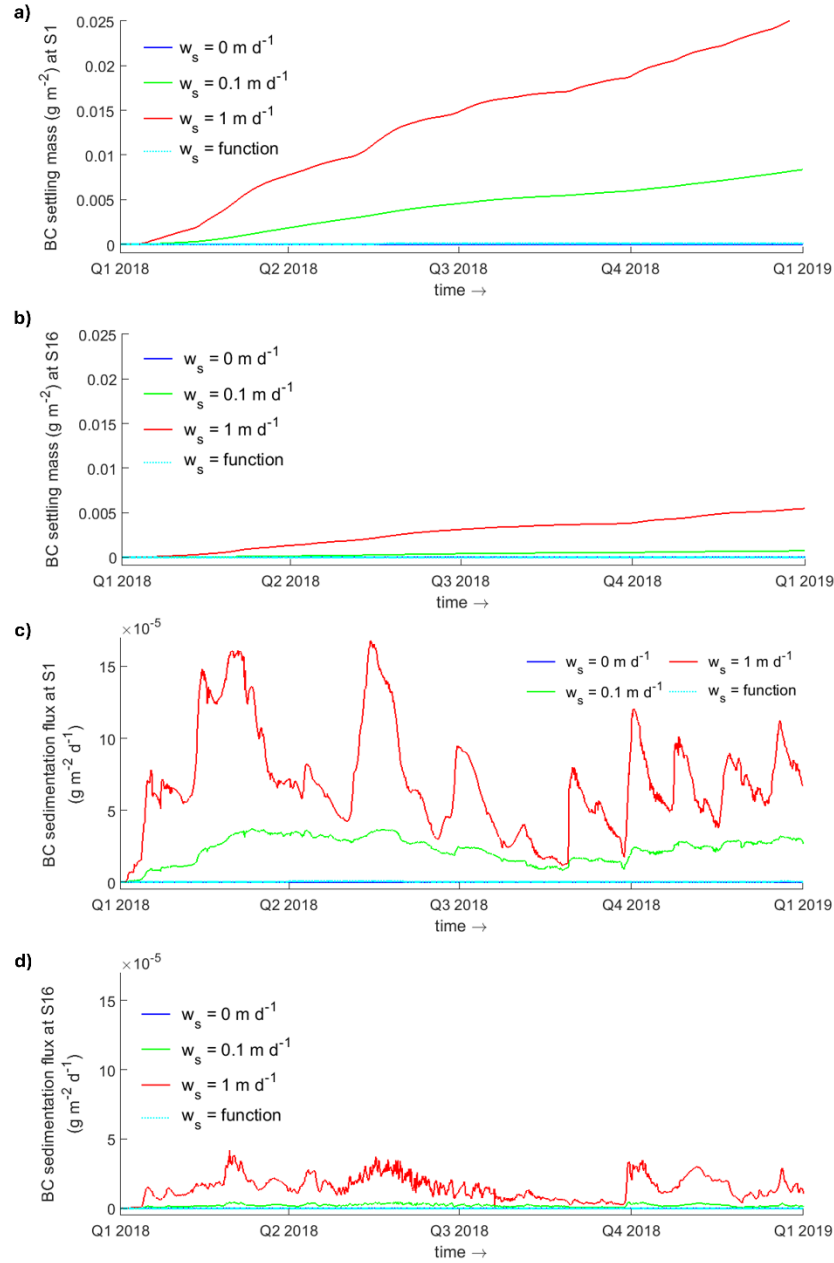 a)
BC settling mass (g m⁻²) at S1
0.025
0.02
0.015
0.01
0.005
0
w_s = 0 m d⁻¹
w_s = 0.1 m d⁻¹
w_s = 1 m d⁻¹
w_s = function
Q1 2018
Q2 2018
Q3 2018
Q4 2018
Q1 2019
time →
b)
BC settling mass (g m⁻²) at S16
0.025
0.02
0.015
0.01
0.005
0
w_s = 0 m d⁻¹
w_s = 0.1 m d⁻¹
w_s = 1 m d⁻¹
w_s = function
Q1 2018
Q2 2018
Q3 2018
Q4 2018
Q1 2019
time →
c)
×10⁻⁵
BC sedimentation flux at S1
(g m⁻² d⁻¹)
15
10
5
0
w_s = 0 m d⁻¹
w_s = 0.1 m d⁻¹
w_s = 1 m d⁻¹
w_s = function
Q1 2018
Q2 2018
Q3 2018
Q4 2018
Q1 2019
time →
d)
×10⁻⁵
BC sedimentation flux at S16
(g m⁻² d⁻¹)
15
10
5
0
w_s = 0 m d⁻¹
w_s = 0.1 m d⁻¹
w_s = 1 m d⁻¹
w_s = function
Q1 2018
Q2 2018
Q3 2018
Q4 2018
Q1 2019
time →